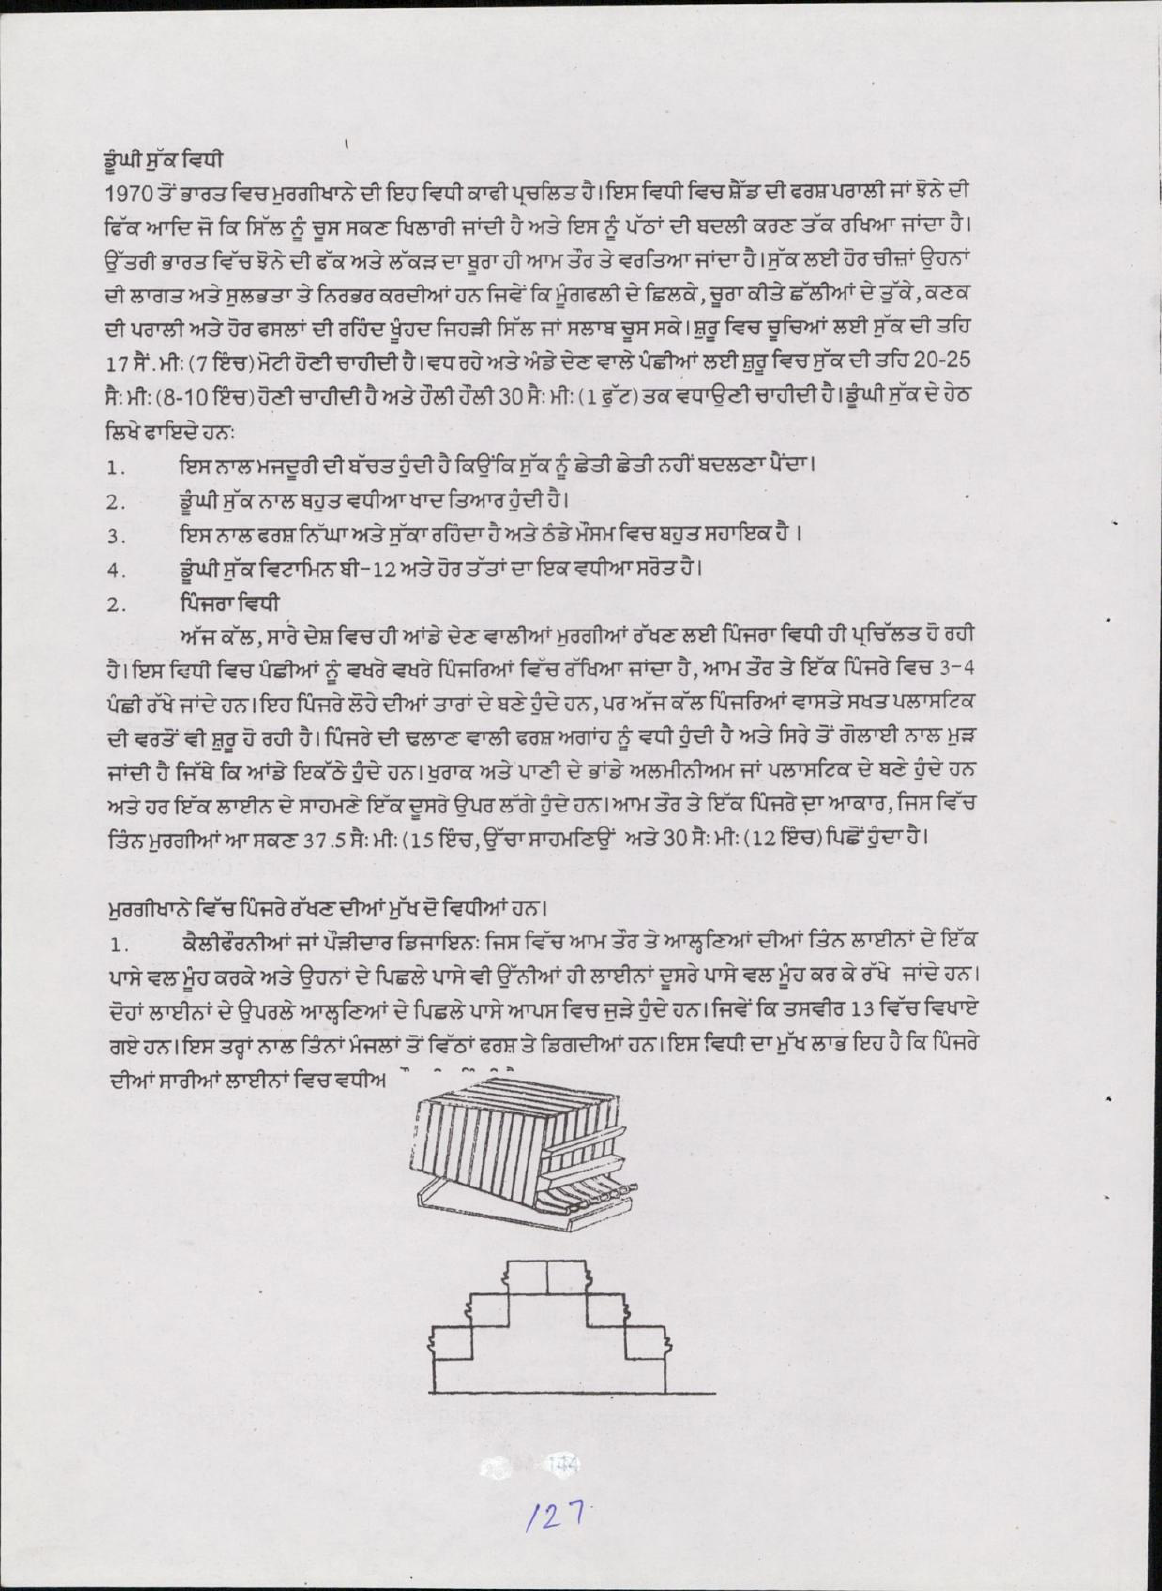 ਡੂੰਘੀ ਸੁੱਕ ਵਿਧੀ
1970 ਤੋਂ ਭਾਰਤ ਵਿਚ ਮੁਰਗੀਖਾਨੇ ਦੀ ਇਹ ਵਿਧੀ ਕਾਫੀ ਪ੍ਰਚਲਿਤ ਹੈ।ਇਸ ਵਿਧੀ ਵਿਚ ਸ਼ੈੱਡ ਦੀ ਫਰਸ਼ ਪਰਾਲੀ ਜਾਂ ਝੋਨੇ ਦੀ
ਫਿੱਕ ਆਦਿ ਜੋ ਕਿ ਸਿੱਲ ਨੂੰ ਚੂਸ ਸਕਣ ਖਿਲਾਰੀ ਜਾਂਦੀ ਹੈ ਅਤੇ ਇਸ ਨੂੰ ਪੱਠਾਂ ਦੀ ਬਦਲੀ ਕਰਣ ਤੱਕ ਰਖਿਆ ਜਾਂਦਾ ਹੈ।
ਉੱਤਰੀ ਭਾਰਤ ਵਿੱਚ ਝੋਨੇ ਦੀ ਫੱਕ ਅਤੇ ਲੱਕੜ ਦਾ ਬੂਰਾ ਹੀ ਆਮ ਤੌਰ ਤੇ ਵਰਤਿਆ ਜਾਂਦਾ ਹੈ।ਸੁੱਕ ਲਈ ਹੋਰ ਚੀਜ਼ਾਂ ਉਹਨਾਂ
ਦੀ ਲਾਗਤ ਅਤੇ ਸੁਲਭਤਾ ਤੇ ਨਿਰਭਰ ਕਰਦੀਆਂ ਹਨ ਜਿਵੇਂ ਕਿ ਮੂੰਗਫਲੀ ਦੇ ਛਿਲਕੇ, ਚੂਰਾ ਕੀਤੇ ਛੱਲੀਆਂ ਦੇ ਤੁੱਕੇ, ਕਣਕ
ਦੀ ਪਰਾਲੀ ਅਤੇ ਹੋਰ ਫਸਲਾਂ ਦੀ ਰਹਿੰਦ ਖੂੰਹਦ ਜਿਹੜੀ ਸਿੱਲ ਜਾਂ ਸਲਾਬ ਚੂਸ ਸਕੇ।ਸ਼ੁਰੂ ਵਿਚ ਚੂਚਿਆਂ ਲਈ ਸੁੱਕ ਦੀ ਤਹਿ
17 ਸੈਂ.ਮੀ: (7 ਇੰਚ) ਮੋਟੀ ਹੋਣੀ ਚਾਹੀਦੀ ਹੈ।ਵਧ ਰਹੇ ਅਤੇ ਅੰਡੇ ਦੇਣ ਵਾਲੇ ਪੰਛੀਆਂ ਲਈ ਸ਼ੁਰੂ ਵਿਚ ਸੁੱਕ ਦੀ ਤਹਿ 20-25
ਸੈ: ਮੀ: (8-10 ਇੰਚ) ਹੋਣੀ ਚਾਹੀਦੀ ਹੈ ਅਤੇ ਹੌਲੀ ਹੌਲੀ 30 ਸੈ: ਮੀ: (1 ਫੁੱਟ) ਤਕ ਵਧਾਉਣੀ ਚਾਹੀਦੀ ਹੈ।ਡੂੰਘੀ ਸੁੱਕ ਦੇ ਹੇਠ
ਲਿਖੇ ਫਾਇਦੇ ਹਨ:
1. ਇਸ ਨਾਲ ਮਜਦੂਰੀ ਦੀ ਬੱਚਤ ਹੁੰਦੀ ਹੈ ਕਿਉਂਕਿ ਸੁੱਕ ਨੂੰ ਛੇਤੀ ਛੇਤੀ ਨਹੀਂ ਬਦਲਣਾ ਪੈਂਦਾ।
2. ਡੂੰਘੀ ਸੁੱਕ ਨਾਲ ਬਹੁਤ ਵਧੀਆ ਖਾਦ ਤਿਆਰ ਹੁੰਦੀ ਹੈ।
3. ਇਸ ਨਾਲ ਫਰਸ਼ ਨਿੱਘਾ ਅਤੇ ਸੁੱਕਾ ਰਹਿੰਦਾ ਹੈ ਅਤੇ ਠੰਡੇ ਮੌਸਮ ਵਿਚ ਬਹੁਤ ਸਹਾਇਕ ਹੈ ।
4. ਡੂੰਘੀ ਸੁੱਕ ਵਿਟਾਮਿਨ ਬੀ-12 ਅਤੇ ਹੋਰ ਤੱਤਾਂ ਦਾ ਇਕ ਵਧੀਆ ਸਰੋਤ ਹੈ।
2. ਪਿੰਜਰਾ ਵਿਧੀ
ਅੱਜ ਕੱਲ, ਸਾਰੇ ਦੇਸ਼ ਵਿਚ ਹੀ ਆਂਡੇ ਦੇਣ ਵਾਲੀਆਂ ਮੁਰਗੀਆਂ ਰੱਖਣ ਲਈ ਪਿੰਜਰਾ ਵਿਧੀ ਹੀ ਪ੍ਰਚਿੱਲਤ ਹੋ ਰਹੀ
ਹੈ।ਇਸ ਵਿਧੀ ਵਿਚ ਪੰਛੀਆਂ ਨੂੰ ਵਖਰੇ ਵਖਰੇ ਪਿੰਜਰਿਆਂ ਵਿੱਚ ਰੱਖਿਆ ਜਾਂਦਾ ਹੈ, ਆਮ ਤੌਰ ਤੇ ਇੱਕ ਪਿੰਜਰੇ ਵਿਚ 3-4
ਪੰਛੀ ਰੱਖੇ ਜਾਂਦੇ ਹਨ।ਇਹ ਪਿੰਜਰੇ ਲੋਹੇ ਦੀਆਂ ਤਾਰਾਂ ਦੇ ਬਣੇ ਹੁੰਦੇ ਹਨ, ਪਰ ਅੱਜ ਕੱਲ ਪਿੰਜਰਿਆਂ ਵਾਸਤੇ ਸਖਤ ਪਲਾਸਟਿਕ
ਦੀ ਵਰਤੋਂ ਵੀ ਸ਼ੁਰੂ ਹੋ ਰਹੀ ਹੈ। ਪਿੰਜਰੇ ਦੀ ਢਲਾਣ ਵਾਲੀ ਫਰਸ਼ ਅਗਾਂਹ ਨੂੰ ਵਧੀ ਹੁੰਦੀ ਹੈ ਅਤੇ ਸਿਰੇ ਤੋਂ ਗੋਲਾਈ ਨਾਲ ਮੁੜ
ਜਾਂਦੀ ਹੈ ਜਿੱਥੇ ਕਿ ਆਂਡੇ ਇਕੱਠੇ ਹੁੰਦੇ ਹਨ। ਖੁਰਾਕ ਅਤੇ ਪਾਣੀ ਦੇ ਭਾਂਡੇ ਅਲਮੀਨੀਅਮ ਜਾਂ ਪਲਾਸਟਿਕ ਦੇ ਬਣੇ ਹੁੰਦੇ ਹਨ
ਅਤੇ ਹਰ ਇੱਕ ਲਾਈਨ ਦੇ ਸਾਹਮਣੇ ਇੱਕ ਦੂਸਰੇ ਉਪਰ ਲੱਗੇ ਹੁੰਦੇ ਹਨ। ਆਮ ਤੌਰ ਤੇ ਇੱਕ ਪਿੰਜਰੇ ਦਾ ਆਕਾਰ, ਜਿਸ ਵਿੱਚ
ਤਿੰਨ ਮੁਰਗੀਆਂ ਆ ਸਕਣ 37.5 ਸੈ: ਮੀ: (15 ਇੰਚ, ਉੱਚਾ ਸਾਹਮਣਿਉਂ ਅਤੇ 30 ਸੈ: ਮੀ: (12 ਇੰਚ) ਪਿਛੋਂ ਹੁੰਦਾ ਹੈ।
ਮੁਰਗੀਖਾਨੇ ਵਿੱਚ ਪਿੰਜਰੇ ਰੱਖਣ ਦੀਆਂ ਮੁੱਖ ਦੋ ਵਿਧੀਆਂ ਹਨ।
1. ਕੈਲੀਫੌਰਨੀਆਂ ਜਾਂ ਪੌੜੀਦਾਰ ਡਿਜਾਇਨ: ਜਿਸ ਵਿੱਚ ਆਮ ਤੌਰ ਤੇ ਆਲ੍ਹਣਿਆਂ ਦੀਆਂ ਤਿੰਨ ਲਾਈਨਾਂ ਦੇ ਇੱਕ
ਪਾਸੇ ਵਲ ਮੂੰਹ ਕਰਕੇ ਅਤੇ ਉਹਨਾਂ ਦੇ ਪਿਛਲੇ ਪਾਸੇ ਵੀ ਉੱਨੀਆਂ ਹੀ ਲਾਈਨਾਂ ਦੂਸਰੇ ਪਾਸੇ ਵਲ ਮੂੰਹ ਕਰ ਕੇ ਰੱਖੇ ਜਾਂਦੇ ਹਨ।
ਦੋਹਾਂ ਲਾਈਨਾਂ ਦੇ ਉਪਰਲੇ ਆਲ੍ਹਣਿਆਂ ਦੇ ਪਿਛਲੇ ਪਾਸੇ ਆਪਸ ਵਿਚ ਜੁੜੇ ਹੁੰਦੇ ਹਨ।ਜਿਵੇਂ ਕਿ ਤਸਵੀਰ 13 ਵਿੱਚ ਵਿਖਾਏ
ਗਏ ਹਨ।ਇਸ ਤਰ੍ਹਾਂ ਨਾਲ ਤਿੰਨਾਂ ਮੰਜਲਾਂ ਤੋਂ ਵਿੱਠਾਂ ਫਰਸ਼ ਤੇ ਡਿਗਦੀਆਂ ਹਨ।ਇਸ ਵਿਧੀ ਦਾ ਮੁੱਖ ਲਾਭ ਇਹ ਹੈ ਕਿ ਪਿੰਜਰੇ
ਦੀਆਂ ਸਾਰੀਆਂ ਲਾਈਨਾਂ ਵਿਚ ਵਧੀਅ
127